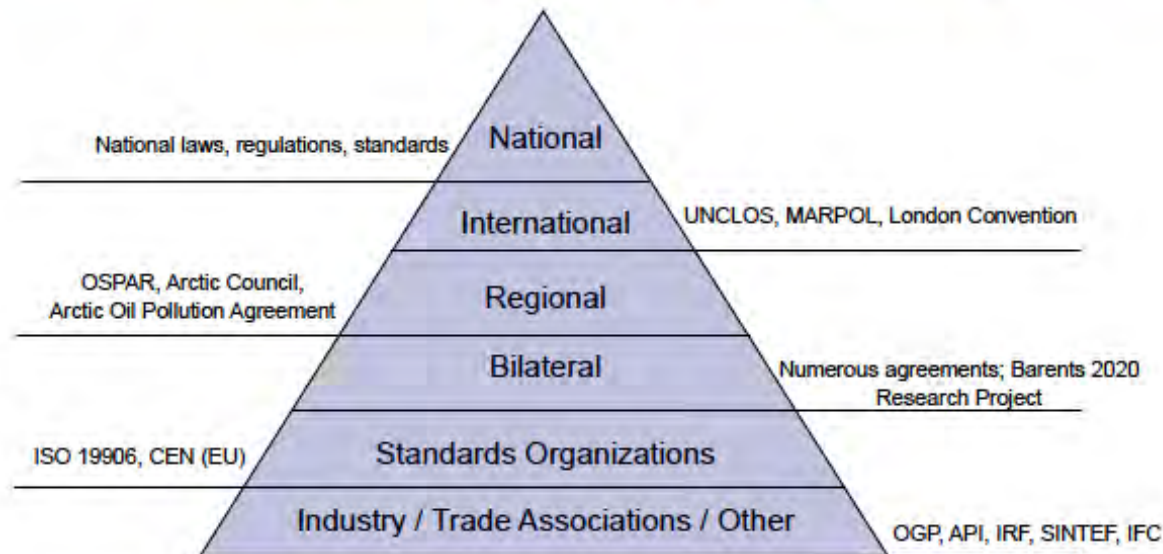 National
National laws, regulations, standards
International
UNCLOS, MARPOL, London Convention
OSPAR, Arctic Council,
Arctic Oil Pollution Agreement
Regional
Bilateral
Numerous agreements; Barents 2020
Research Project
ISO 19906, CEN (EU)
Standards Organizations
Industry / Trade Associations / Other
OGP, API, IRF, SINTEF, IFC